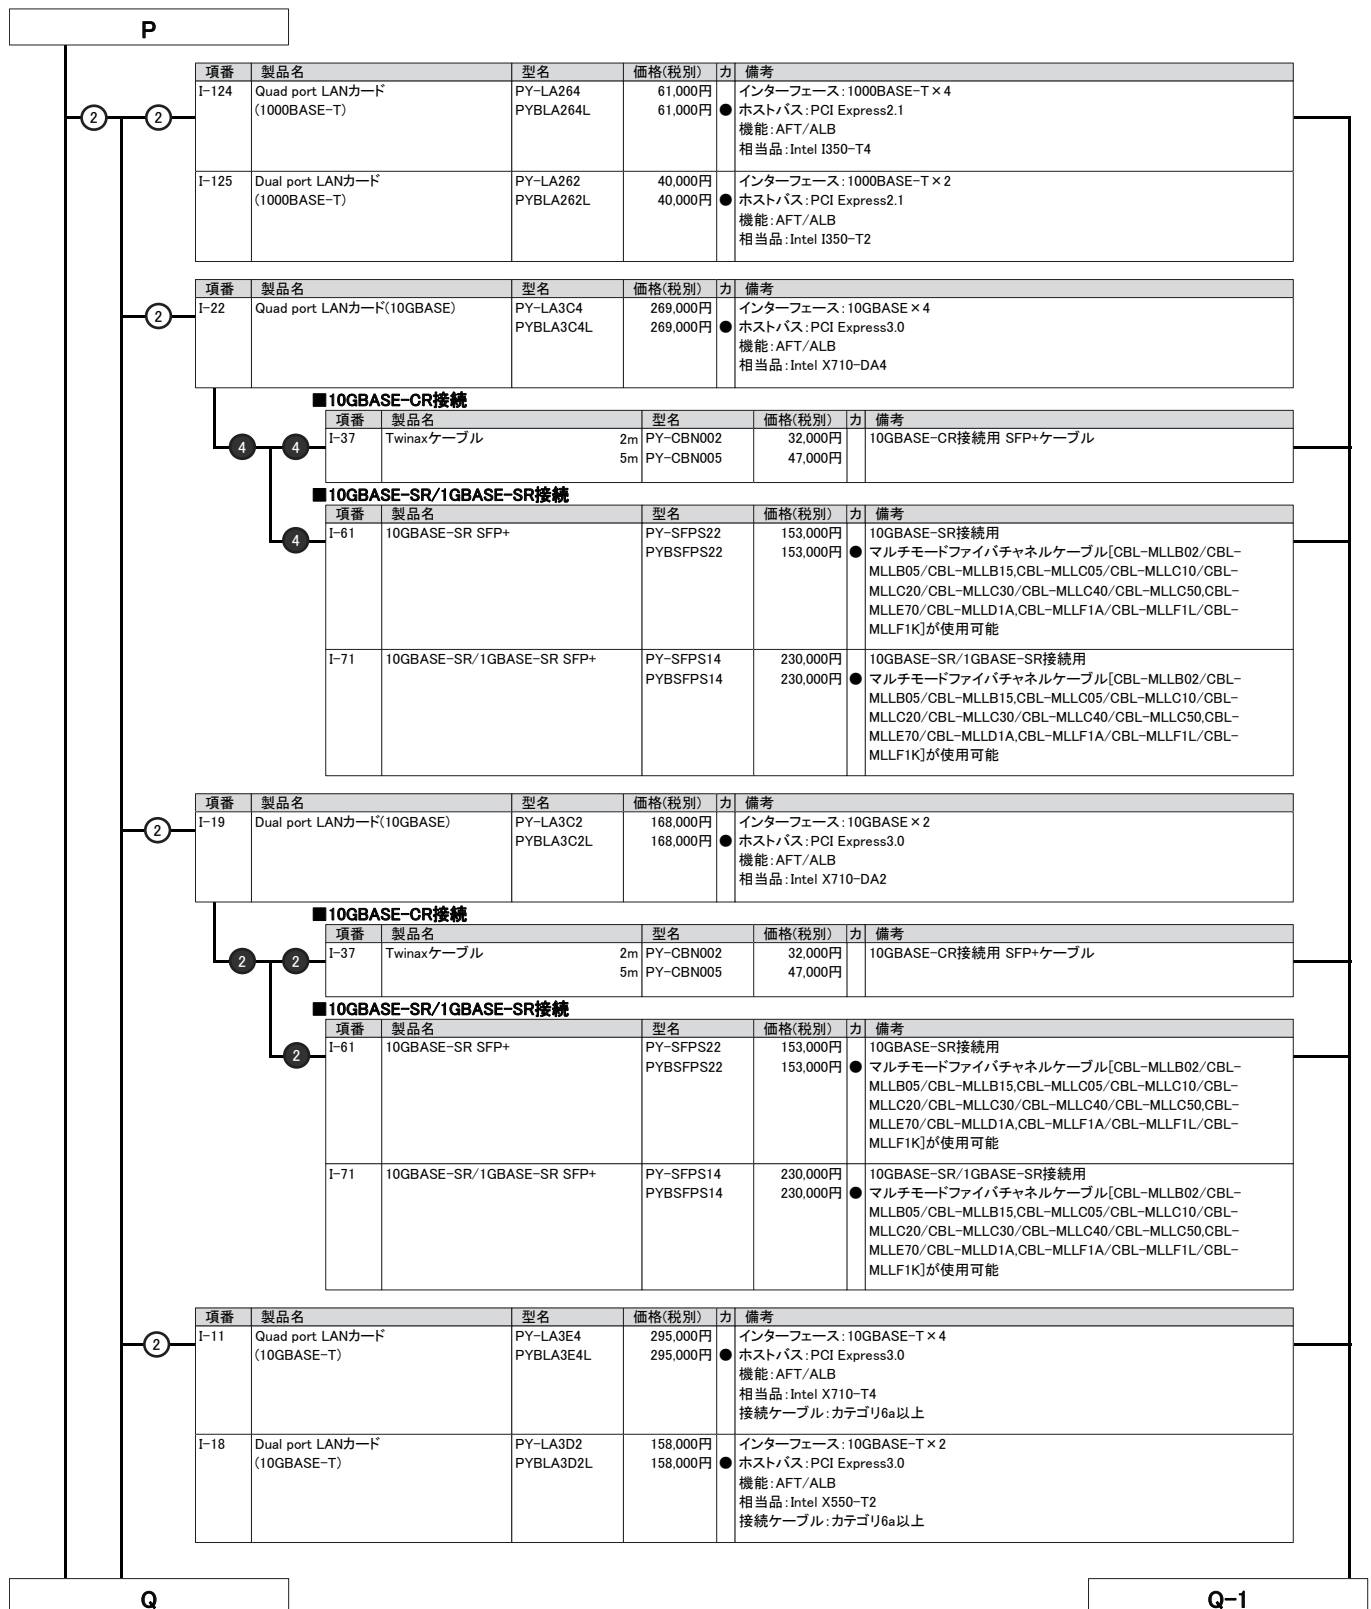 P
項番 製品名 型名 価格(税別) カ 備考
I-124 Quad port LANカード PY-LA264 61,000円 インターフェース:1000BASE-T×4
(1000BASE-T) PYBLA264L 61,000円 ● ホストバス:PCI Express2.1
機能:AFT/ALB
相当品:Intel I350-T4
I-125 Dual port LANカード PY-LA262 40,000円 インターフェース:1000BASE-T×2
(1000BASE-T) PYBLA262L 40,000円 ● ホストバス:PCI Express2.1
機能:AFT/ALB
相当品:Intel I350-T2
2 2
項番 製品名 型名 価格(税別) カ 備考
2 I-22 Quad port LANカード(10GBASE) PY-LA3C4 269,000円 インターフェース:10GBASE×4
PYBLA3C4L 269,000円 ● ホストバス:PCI Express3.0
機能:AFT/ALB
相当品:Intel X710-DA4
■10GBASE-CR接続
項番 製品名 型名 価格(税別) カ 備考
4 4 I-37 Twinaxケーブル 2m PY-CBN002 32,000円 10GBASE-CR接続用 SFP+ケーブル
5m PY-CBN005 47,000円
■10GBASE-SR/1GBASE-SR接続
項番 製品名 型名 価格(税別) カ 備考
4 I-61 10GBASE-SR SFP+ PY-SFPS22 153,000円 10GBASE-SR接続用
PYBSFPS22 153,000円 ● マルチモードファイバチャネルケーブル[CBL-MLLB02/CBL-
MLLB05/CBL-MLLB15,CBL-MLLC05/CBL-MLLC10/CBL-
MLLC20/CBL-MLLC30/CBL-MLLC40/CBL-MLLC50,CBL-
MLLE70/CBL-MLLD1A,CBL-MLLF1A/CBL-MLLF1L/CBL-
MLLF1K]が使用可能
I-71 10GBASE-SR/1GBASE-SR SFP+ PY-SFPS14 230,000円 10GBASE-SR/1GBASE-SR接続用
PYBSFPS14 230,000円 ● マルチモードファイバチャネルケーブル[CBL-MLLB02/CBL-
MLLB05/CBL-MLLB15,CBL-MLLC05/CBL-MLLC10/CBL-
MLLC20/CBL-MLLC30/CBL-MLLC40/CBL-MLLC50,CBL-
MLLE70/CBL-MLLD1A,CBL-MLLF1A/CBL-MLLF1L/CBL-
MLLF1K]が使用可能
項番 製品名 型名 価格(税別) カ 備考
2 I-19 Dual port LANカード(10GBASE) PY-LA3C2 168,000円 インターフェース:10GBASE×2
PYBLA3C2L 168,000円 ● ホストバス:PCI Express3.0
機能:AFT/ALB
相当品:Intel X710-DA2
■10GBASE-CR接続
項番 製品名 型名 価格(税別) カ 備考
2 2 I-37 Twinaxケーブル 2m PY-CBN002 32,000円 10GBASE-CR接続用 SFP+ケーブル
5m PY-CBN005 47,000円
■10GBASE-SR/1GBASE-SR接続
項番 製品名 型名 価格(税別) カ 備考
2 I-61 10GBASE-SR SFP+ PY-SFPS22 153,000円 10GBASE-SR接続用
PYBSFPS22 153,000円 ● マルチモードファイバチャネルケーブル[CBL-MLLB02/CBL-
MLLB05/CBL-MLLB15,CBL-MLLC05/CBL-MLLC10/CBL-
MLLC20/CBL-MLLC30/CBL-MLLC40/CBL-MLLC50,CBL-
MLLE70/CBL-MLLD1A,CBL-MLLF1A/CBL-MLLF1L/CBL-
MLLF1K]が使用可能
I-71 10GBASE-SR/1GBASE-SR SFP+ PY-SFPS14 230,000円 10GBASE-SR/1GBASE-SR接続用
PYBSFPS14 230,000円 ● マルチモードファイバチャネルケーブル[CBL-MLLB02/CBL-
MLLB05/CBL-MLLB15,CBL-MLLC05/CBL-MLLC10/CBL-
MLLC20/CBL-MLLC30/CBL-MLLC40/CBL-MLLC50,CBL-
MLLE70/CBL-MLLD1A,CBL-MLLF1A/CBL-MLLF1L/CBL-
MLLF1K]が使用可能
項番 製品名 型名 価格(税別) カ 備考
2 I-11 Quad port LANカード PY-LA3E4 295,000円 インターフェース:10GBASE-T×4
(10GBASE-T) PYBLA3E4L 295,000円 ● ホストバス:PCI Express3.0
機能:AFT/ALB
相当品:Intel X710-T4
接続ケーブル:カテゴリ6a以上
I-18 Dual port LANカード PY-LA3D2 158,000円 インターフェース:10GBASE-T×2
(10GBASE-T) PYBLA3D2L 158,000円 ● ホストバス:PCI Express3.0
機能:AFT/ALB
相当品:Intel X550-T2
接続ケーブル:カテゴリ6a以上
Q Q-1